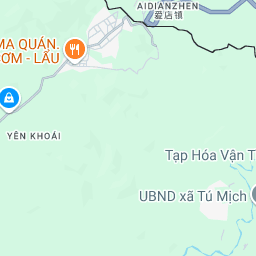 AIDIANZHEN
爱店镇
MA QUÁN.
ƠM - LẨU
YÊN KHOÁI
Tạp Hóa Vận T
UBND xã Tú Mịch